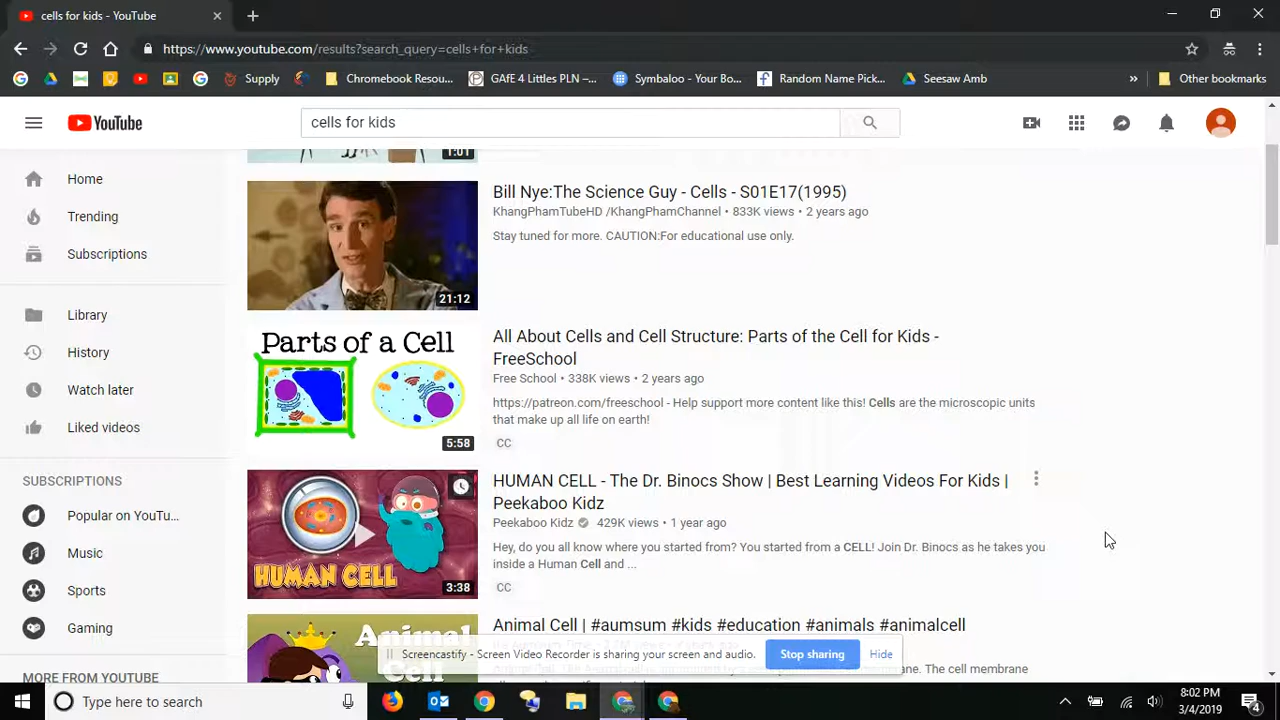 cells for kids - YouTube
https://www.youtube.com/results?search_query=cells+for+kids
Supply
Chromebook Resou...
GAfE 4 Littles PLN –...
Symbaloo - Your Bo...
Random Name Pick...
Seesaw Amb
»
Other bookmarks
YouTube
cells for kids
1:01
Home
Trending
Subscriptions
Library
History
Watch later
Liked videos
SUBSCRIPTIONS
Popular on YouTu...
Music
Sports
Gaming
MORE FROM YOUTUBE
Bill Nye:The Science Guy - Cells - S01E17(1995)
KhangPhamTubeHD /KhangPhamChannel • 833K views • 2 years ago
Stay tuned for more. CAUTION:For educational use only.
21:12
Parts of a Cell
5:58
All About Cells and Cell Structure: Parts of the Cell for Kids -
FreeSchool
Free School • 338K views • 2 years ago
https://patreon.com/freeschool - Help support more content like this! Cells are the microscopic units
that make up all life on earth!
CC
HUMAN CELL
3:38
HUMAN CELL - The Dr. Binocs Show | Best Learning Videos For Kids |
Peekaboo Kidz
Peekaboo Kidz 429K views • 1 year ago
Hey, do you all know where you started from? You started from a CELL! Join Dr. Binocs as he takes you
inside a Human Cell and ...
CC
Animal
Cell
Animal Cell | #aumsum #kids #education #animals #animalcell
Screencastify - Screen Video Recorder is sharing your screen and audio.
Stop sharing
Hide
The cell membrane
Type here to search
8:02 PM
3/4/2019
4